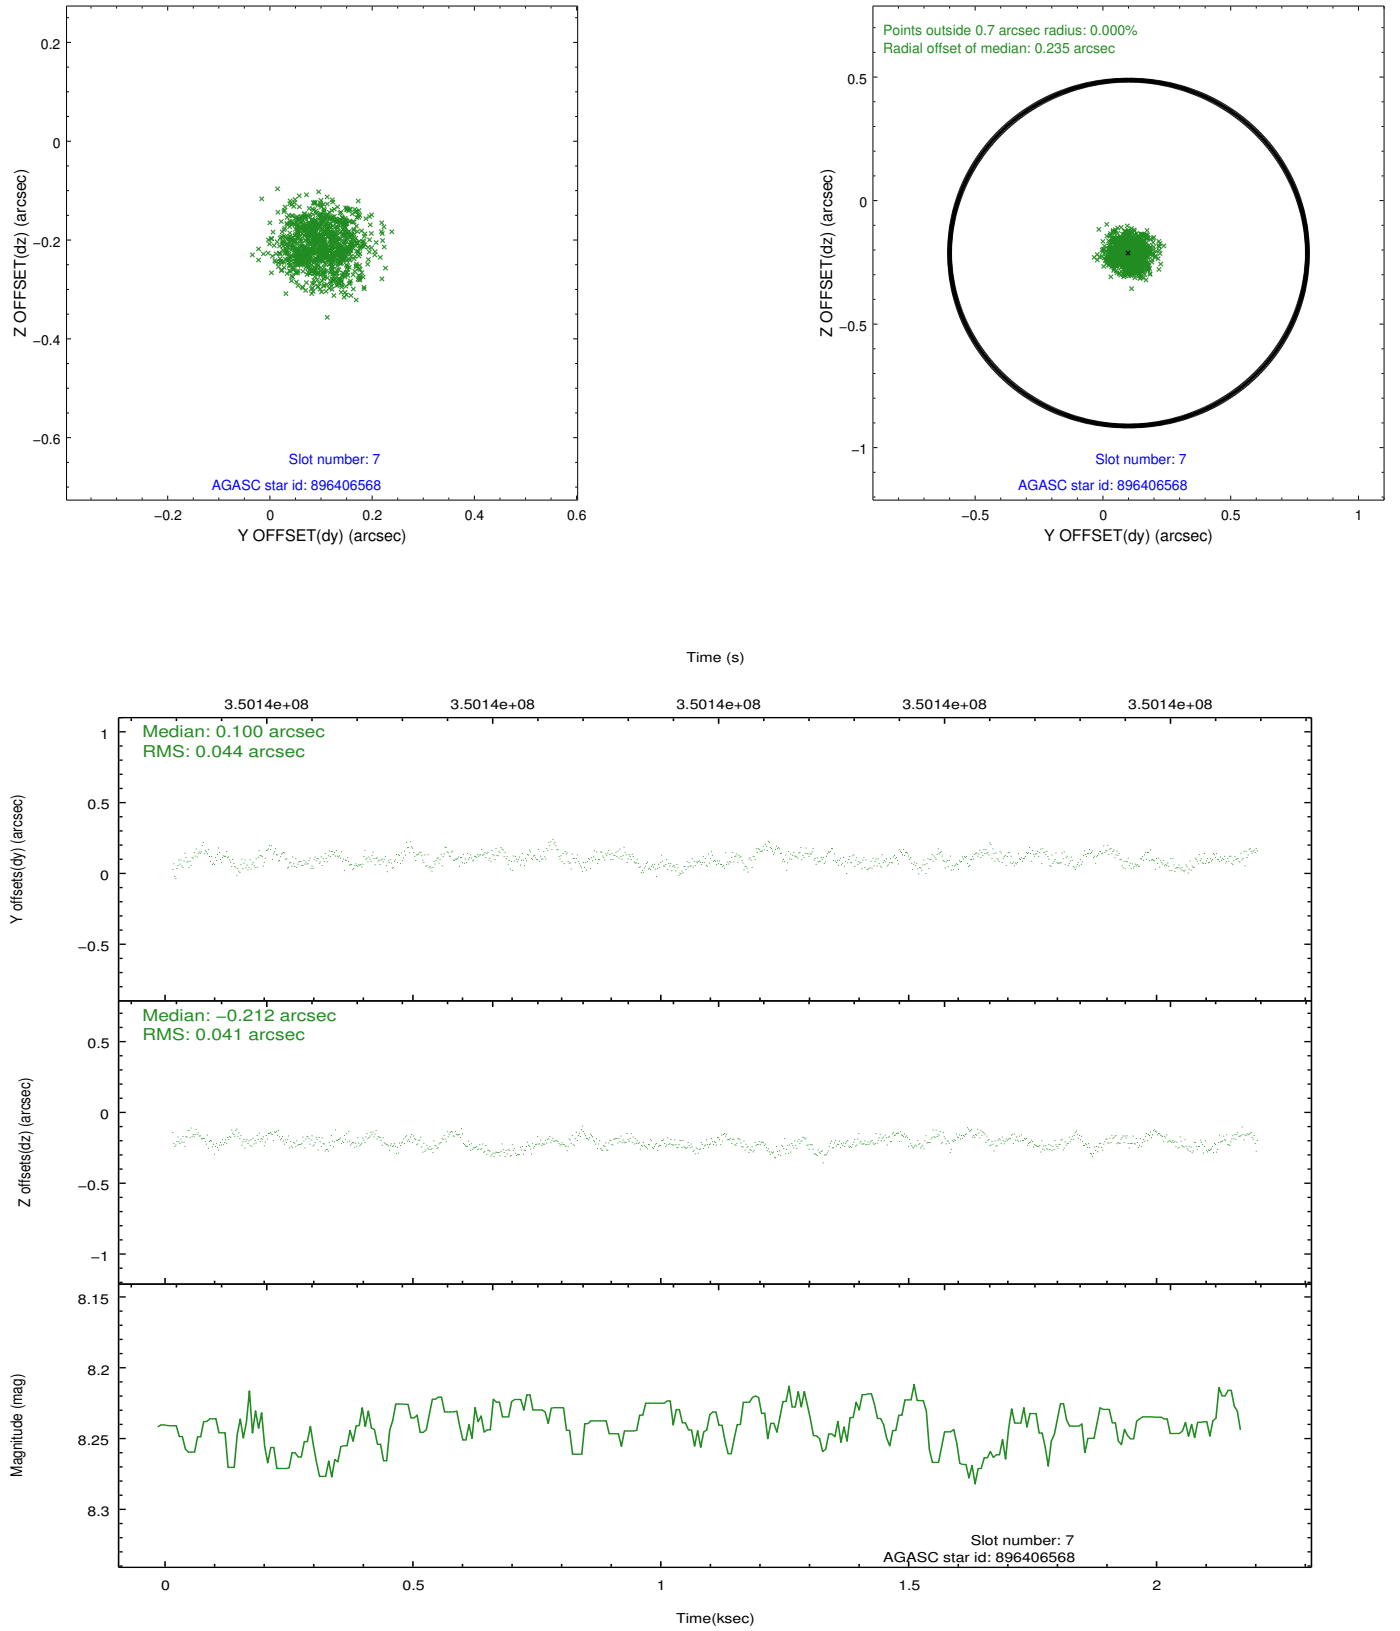 0.2
0
−0.2
−0.4
−0.6
Z OFFSET(dz) (arcsec)
Slot number: 7
AGASC star id: 896406568
−0.2 0 0.2 0.4 0.6
Y OFFSET(dy) (arcsec)
Points outside 0.7 arcsec radius: 0.000%
Radial offset of median: 0.235 arcsec
0.5
0
−0.5
−1
Z OFFSET(dz) (arcsec)
Slot number: 7
AGASC star id: 896406568
−0.5 0 0.5 1
Y OFFSET(dy) (arcsec)
Time (s)
3.5014e+08 3.5014e+08 3.5014e+08 3.5014e+08 3.5014e+08
Median: 0.100 arcsec
RMS: 0.044 arcsec
1
0.5
0
−0.5
Y offsets(dy) (arcsec)
Median: −0.212 arcsec
RMS: 0.041 arcsec
0.5
0
−0.5
−1
Z offsets(dz) (arcsec)
8.15
8.2
8.25
8.3
Magnitude (mag)
Slot number: 7
AGASC star id: 896406568
0 0.5 1 1.5 2
Time(ksec)